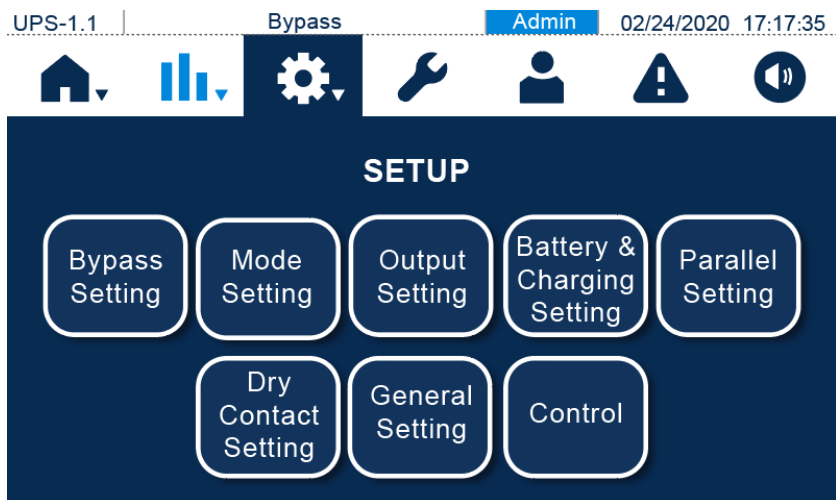 UPS-1.1 Bypass Admin 02/24/2020 17:17:35
SETUP
Bypass
Setting
Mode
Setting
Output
Setting
Battery &
Charging
Setting
Parallel
Setting
Dry
Contact
Setting
General
Setting
Control